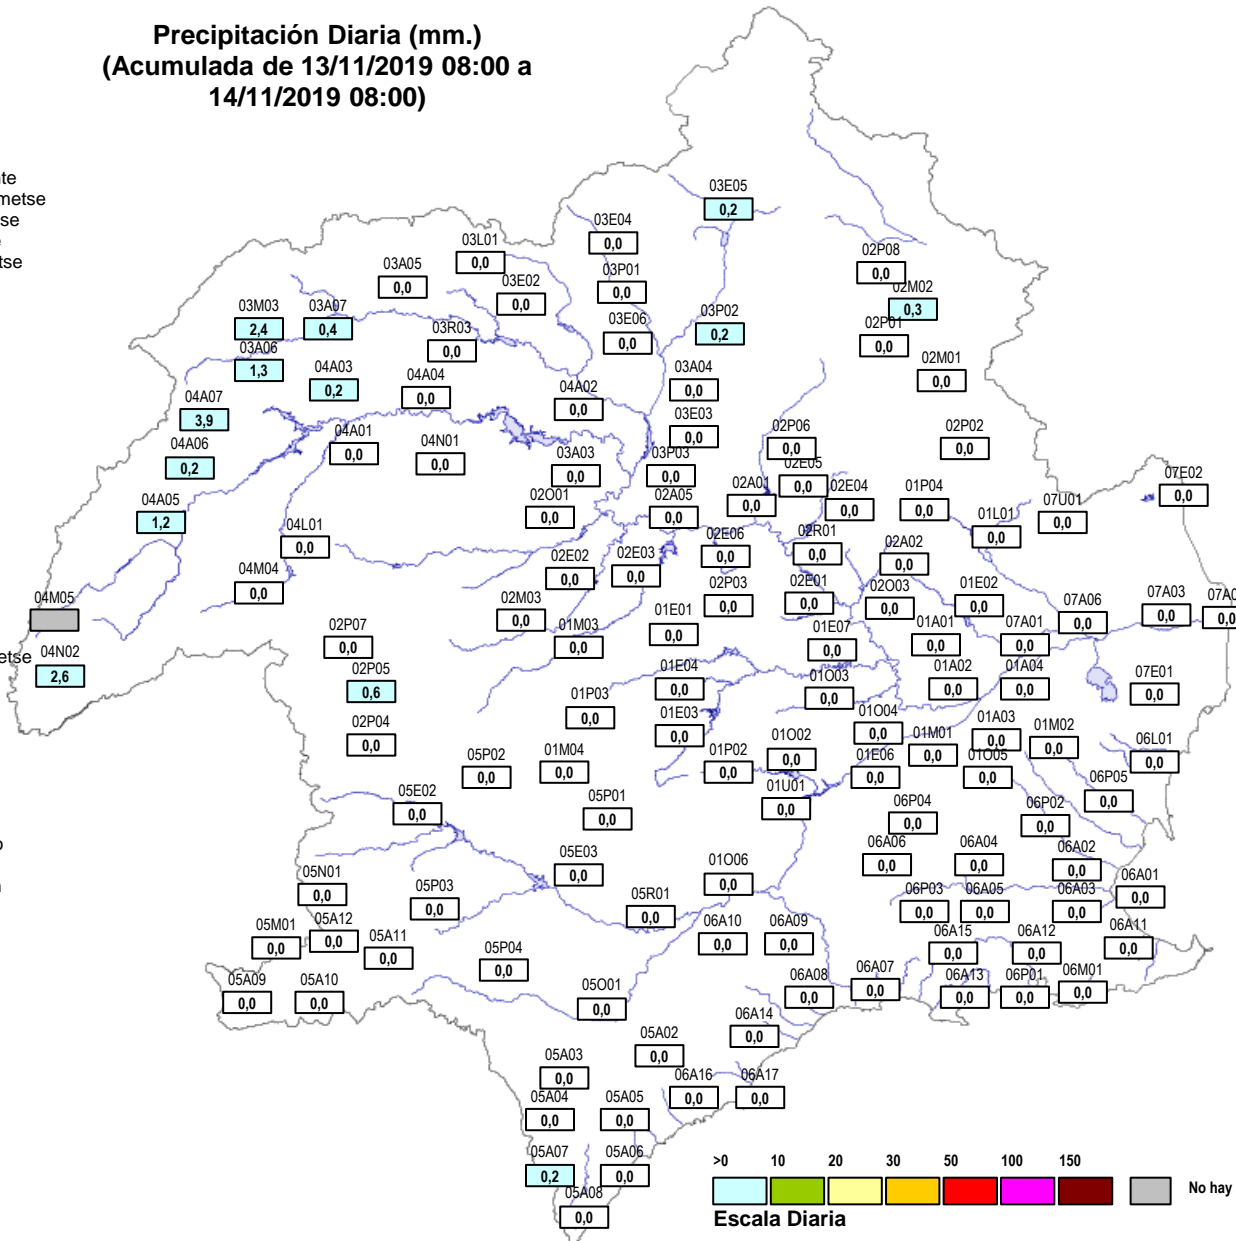 Precipitación Diaria (mm.)
(Acumulada de 13/11/2019 08:00 a
14/11/2019 08:00)
03E05
0,2
03E04
0,0
03L01
0,0
02P08
0,0
03A05
0,0
03P01
0,0
03E02
0,0
02M02
0,3
03M03
2,4
03A07
0,4
03P02
0,2
03E06
0,0
02P01
0,0
03R03
0,0
03A06
1,3
02M01
0,0
04A03
0,2
04A04
0,0
03A04
0,0
04A02
0,0
04A07
3,9
03E03
0,0
02P06
0,0
02P02
0,0
04A01
0,0
04N01
0,0
04A06
0,2
03A03
0,0
03P03
0,0
02E05
0,0
07E02
0,0
02A01
0,0
02E04
0,0
01P04
0,0
04A05
1,2
02O01
0,0
02A05
0,0
07U01
0,0
01L01
0,0
04L01
0,0
02E06
0,0
02R01
0,0
02A02
0,0
02E02
0,0
02E03
0,0
04M04
0,0
02P03
0,0
02E01
0,0
02O03
0,0
01E02
0,0
04M05
02M03
0,0
07A06
0,0
07A03
0,0
07A0
0,0
01E01
0,0
02P07
0,0
01M03
0,0
01E07
0,0
01A01
0,0
07A01
0,0
04N02
2,6
02P05
0,6
01E04
0,0
01O03
0,0
01A02
0,0
01A04
0,0
07E01
0,0
01P03
0,0
01E03
0,0
01O04
0,0
02P04
0,0
01A03
0,0
01M02
0,0
01M01
0,0
01O02
0,0
06L01
0,0
05P02
0,0
01M04
0,0
01P02
0,0
01E06
0,0
01O05
0,0
05E02
0,0
05P01
0,0
01U01
0,0
06P05
0,0
06P04
0,0
06P02
0,0
05E03
0,0
01O06
0,0
06A06
0,0
06A04
0,0
06A02
0,0
05N01
0,0
05P03
0,0
05R01
0,0
06P03
0,0
06A05
0,0
06A03
0,0
06A01
0,0
05M01
0,0
05A12
0,0
05A11
0,0
06A10
0,0
06A09
0,0
06A15
0,0
06A12
0,0
06A11
0,0
05P04
0,0
05A09
0,0
05A10
0,0
05O01
0,0
06A08
0,0
06A07
0,0
06A13
0,0
06P01
0,0
06M01
0,0
06A14
0,0
05A02
0,0
05A03
0,0
06A16
0,0
06A17
0,0
05A04
0,0
05A05
0,0
05A07
0,2
05A06
0,0
05A08
0,0
>0 10 20 30 50 100 150
No hay
Escala Diaria